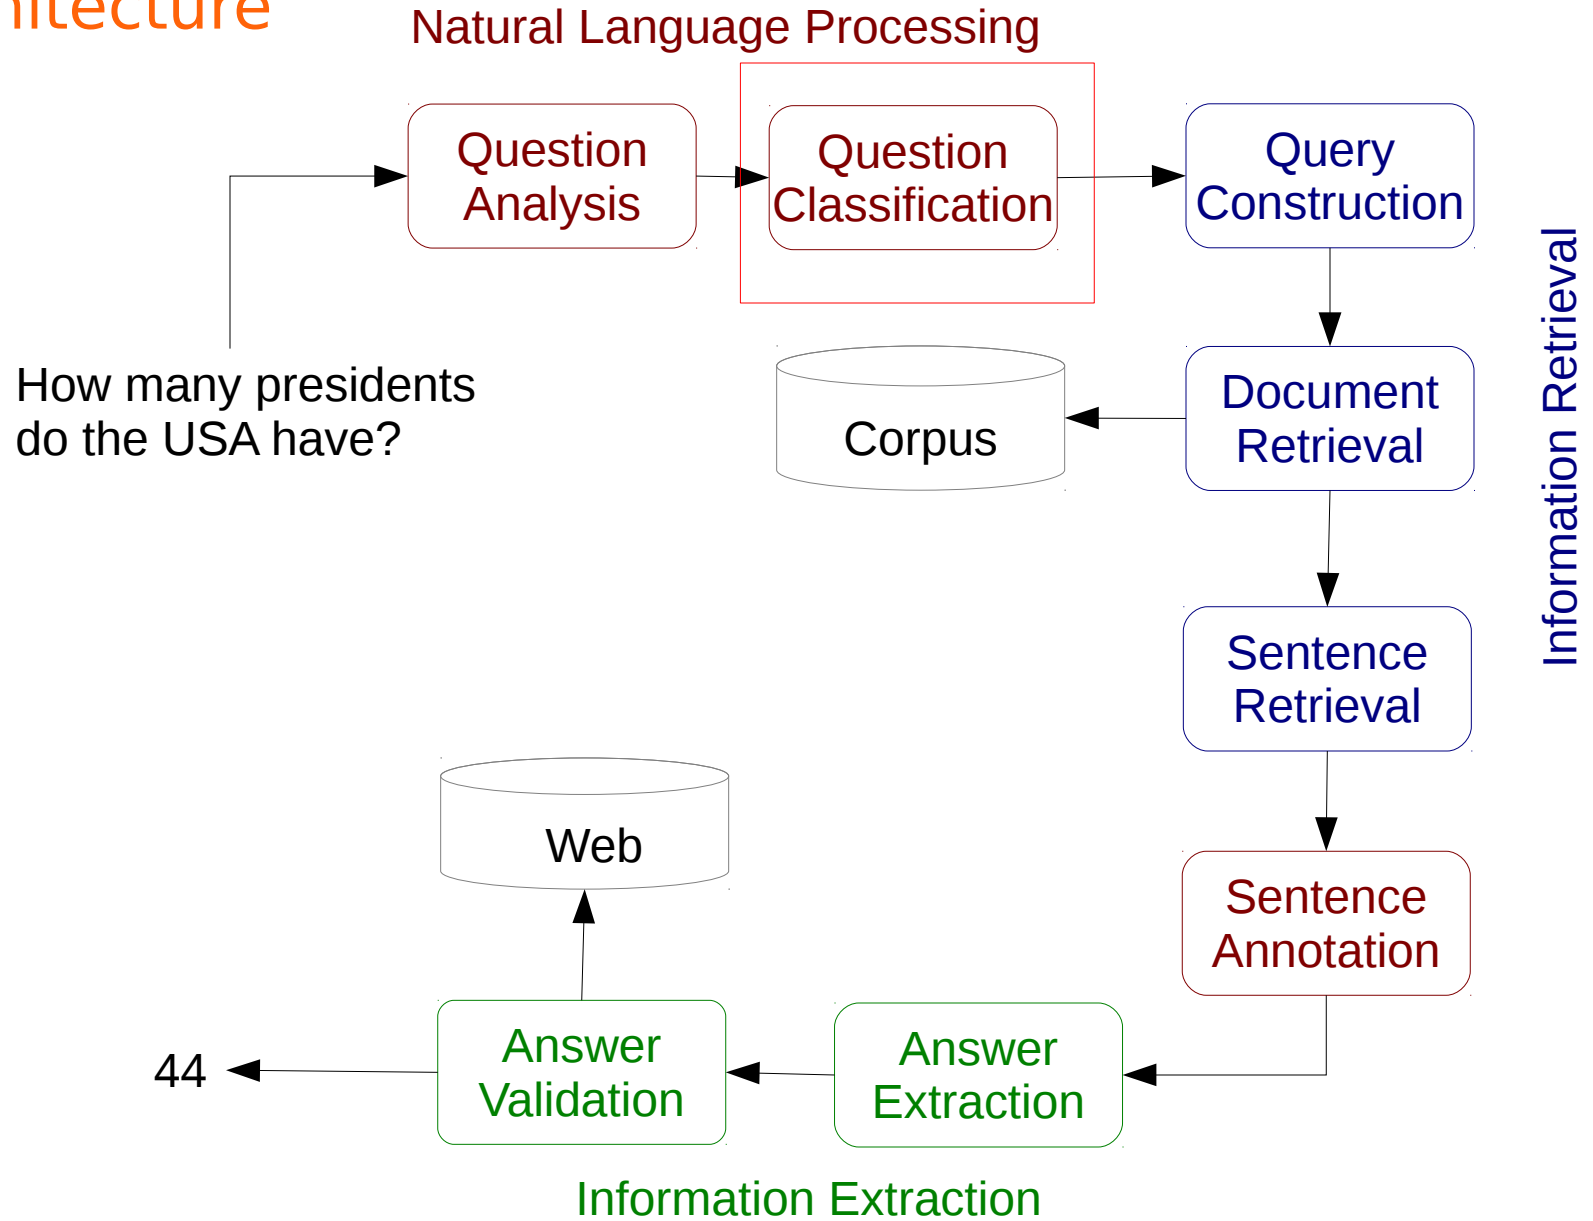 Natural Language Processing
Question
Analysis
Question
Classification
Query
Construction
Information Retrieval
How many presidents
do the USA have?
Corpus
Document
Retrieval
Sentence
Retrieval
Web
Sentence
Annotation
44
Answer
Validation
Answer
Extraction
Information Extraction